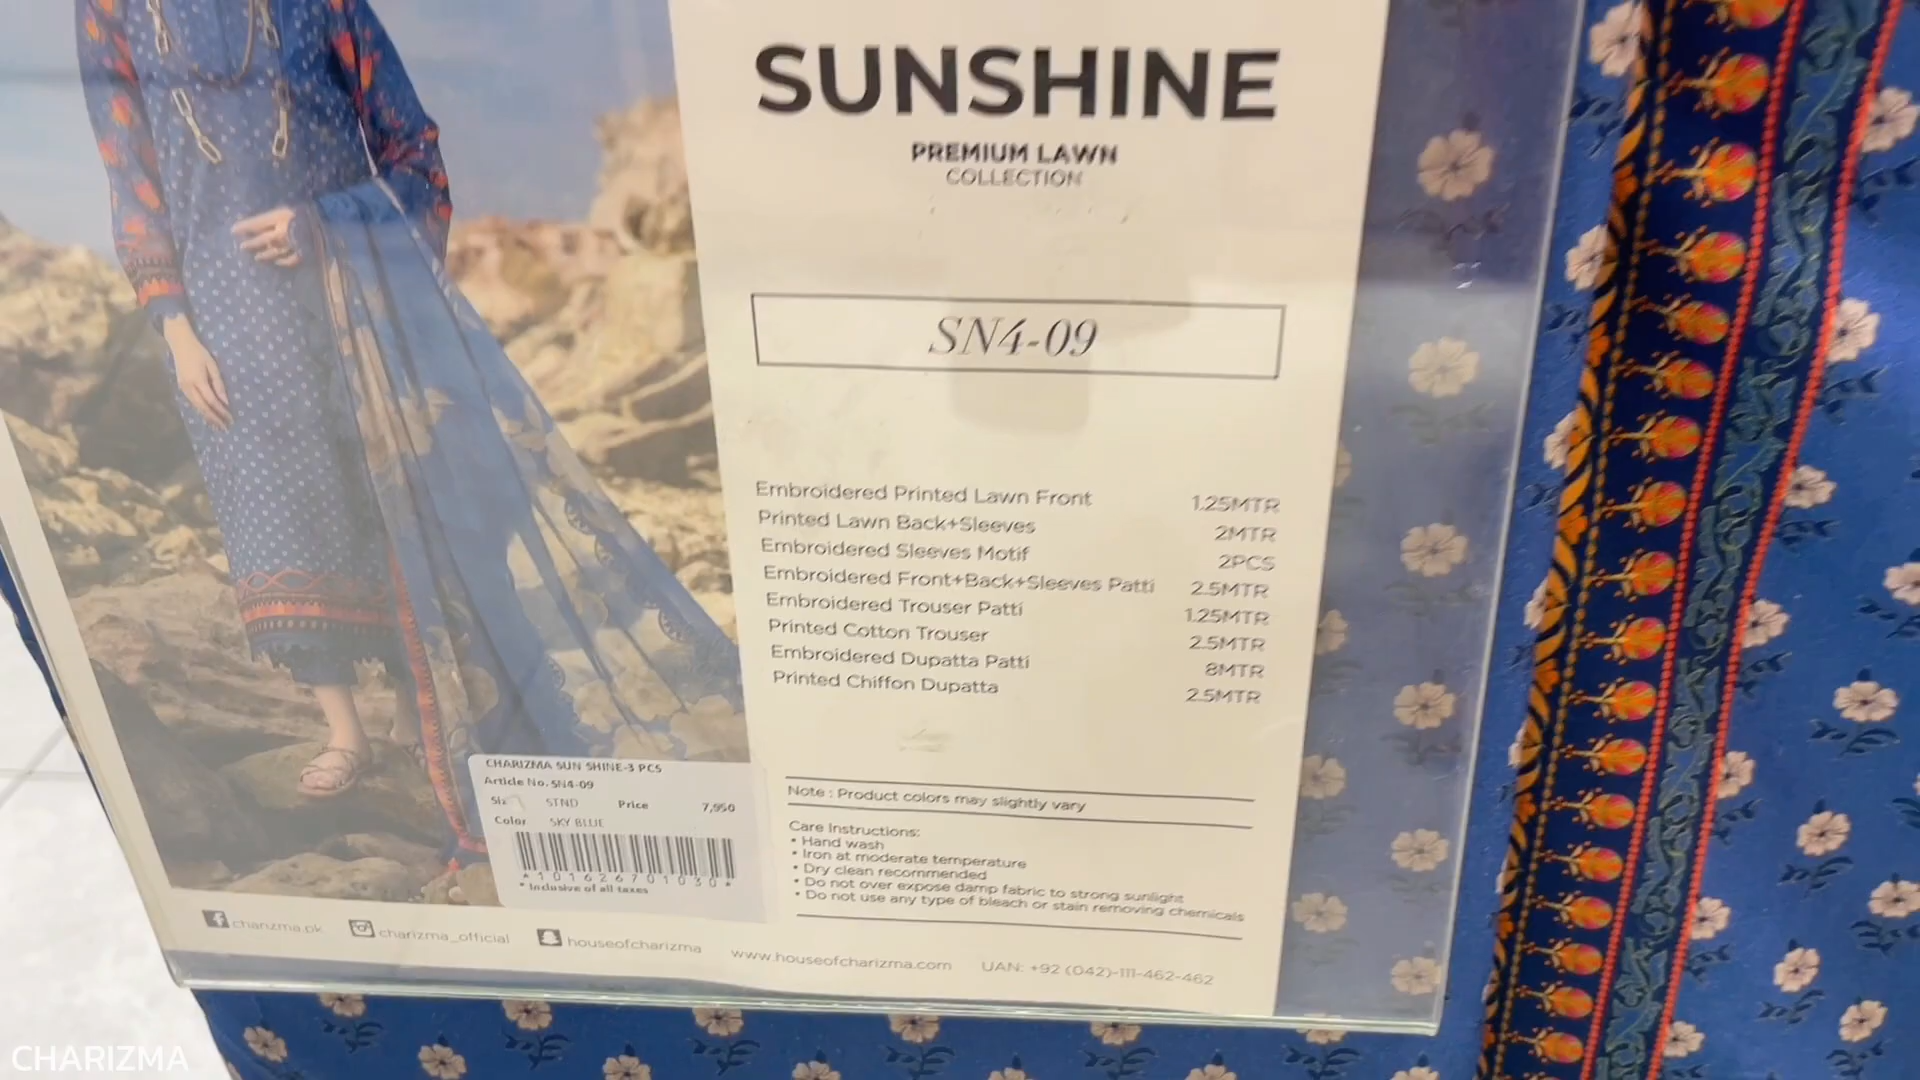 SUNSHINE
PREMIUM LAWN
COLLECTION
SN4-09
Embroidered Printed Lawn Front 1.25MTR
Printed Lawn Back+Sleeves 2MTR
Embroidered Sleeves Motif 2PCS
Embroidered Front+Back+Sleeves Patti 2.5MTR
Embroidered Trouser Patti 1.25MTR
Printed Cotton Trouser 2.5MTR
Embroidered Dupatta Patti 8MTR
Printed Chiffon Dupatta 2.5MTR
Note : Product colors may slightly vary
Care Instructions:
• Hand wash
• Iron at moderate temperature
• Dry clean recommended
• Do not over expose damp fabric to strong sunlight
• Do not use any type of bleach or stain removing chemicals
CHARIZMA SUN SHINE-3 PCS
Article No. SN4-09
STND Price 7,950
Color SKY BLUE
*101626701030*
* Inclusive of all taxes
charizma.pk charizma_official houseofcharizma www.houseofcharizma.com UAN: +92 (042)-111-462-462
CHARIZMA